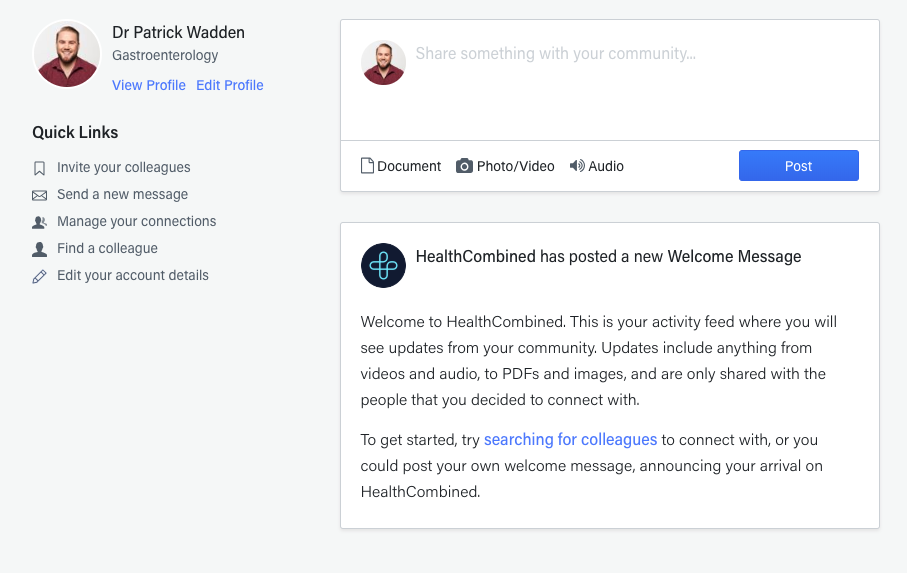 Dr Patrick Wadden
Gastroenterology
View Profile Edit Profile
Quick Links
Invite your colleagues
Send a new message
Manage your connections
Find a colleague
Edit your account details
Share something with your community...
Document Photo/Video Audio Post
HealthCombined has posted a new Welcome Message
Welcome to HealthCombined. This is your activity feed where you will
see updates from your community. Updates include anything from
videos and audio, to PDFs and images, and are only shared with the
people that you decided to connect with.
To get started, try searching for colleagues to connect with, or you
could post your own welcome message, announcing your arrival on
HealthCombined.